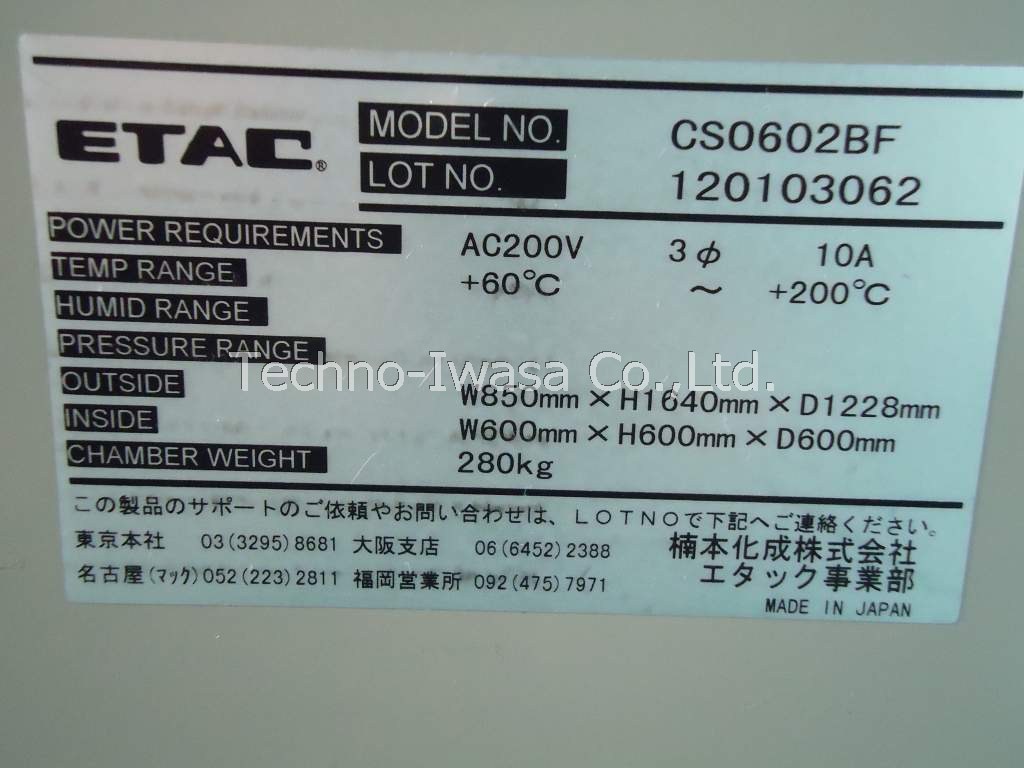 ETAC®
MODEL NO. CS0602BF
LOT NO. 120103062
POWER REQUIREMENTS AC200V 3φ 10A
TEMP RANGE +60℃ ～ +200℃
HUMID RANGE
PRESSURE RANGE
Techno-Iwasa Co.,Ltd.
OUTSIDE W850mm×H1640mm×D1228mm
INSIDE W600mm×H600mm×D600mm
CHAMBER WEIGHT 280kg
この製品のサポートのご依頼やお問い合わせは、LOTNOで下記へご連絡ください。
東京本社 03(3295)8681 大阪支店 06(6452)2388 楠本化成株式会社
名古屋(マック)052(223)2811 福岡営業所 092(475)7971 エタック事業部
MADE IN JAPAN